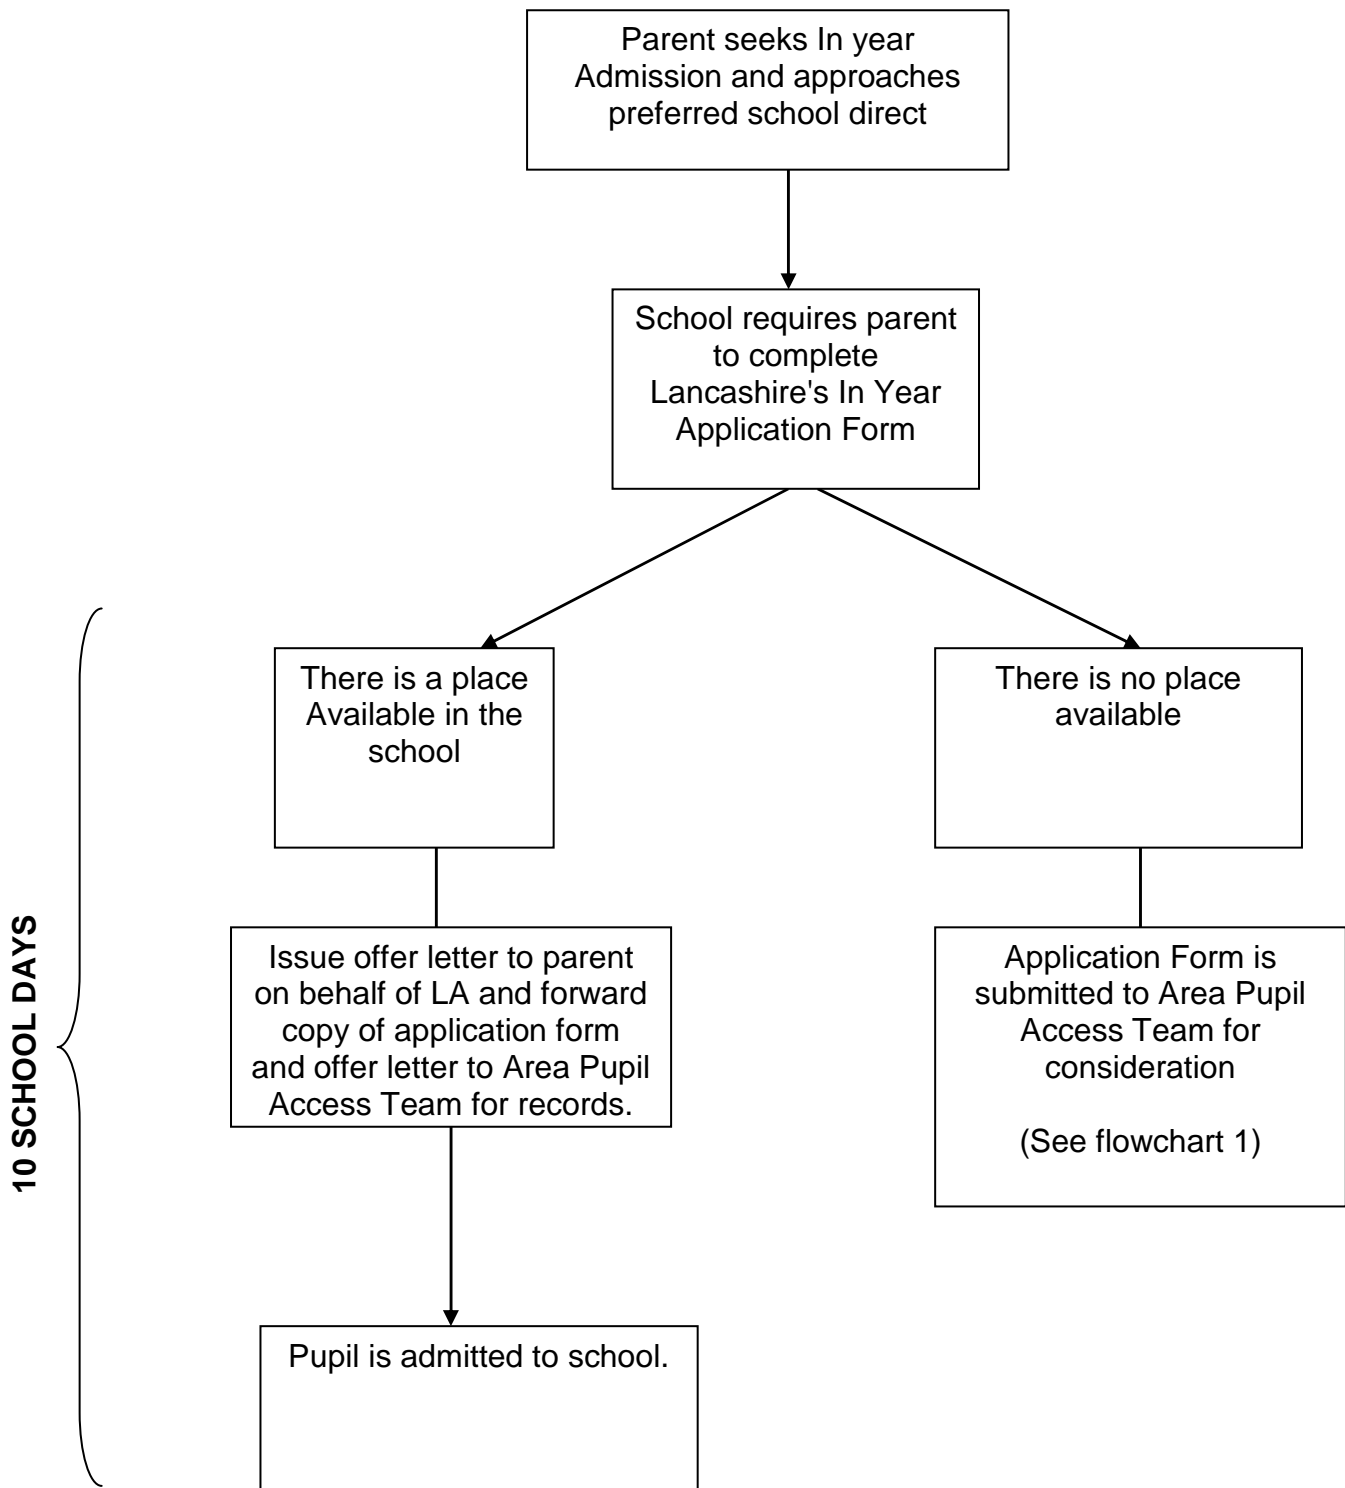 Parent seeks In year
Admission and approaches
preferred school direct
School requires parent
to complete
Lancashire's In Year
Application Form
There is a place
Available in the
school
There is no place
available
10 SCHOOL DAYS
Issue offer letter to parent
on behalf of LA and forward
copy of application form
and offer letter to Area Pupil
Access Team for records.
Application Form is
submitted to Area Pupil
Access Team for
consideration
(See flowchart 1)
Pupil is admitted to school.